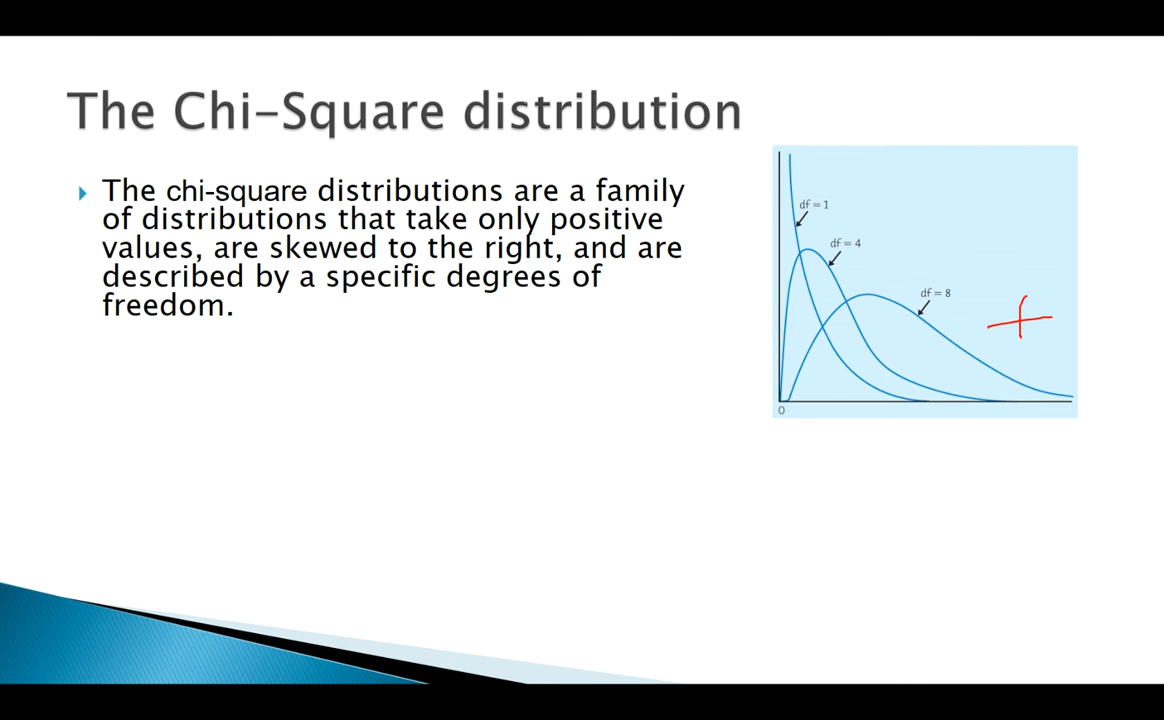 The Chi-Square distribution
The chi-square distributions are a family
of distributions that take only positive
values, are skewed to the right, and are
described by a specific degrees of
freedom.
df = 1
df = 4
df = 8
+
0